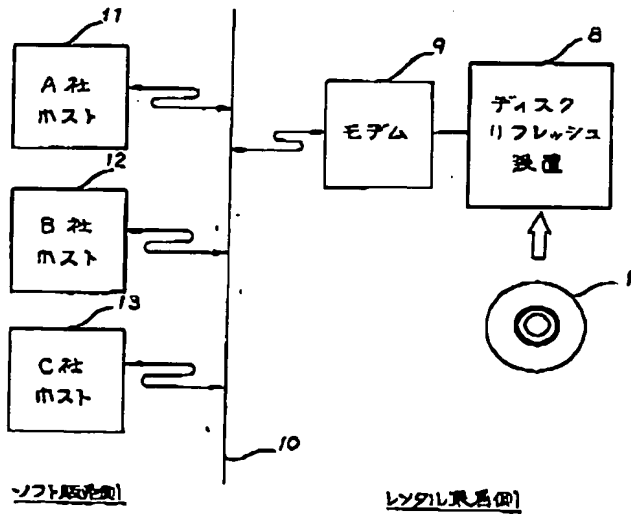 11
A社
ホスト
12
B社
ホスト
13
C社
ホスト
10
9
モデム
8
ディスク
リフレッシュ
装置
1
ソフト販売側
レンタル業者側